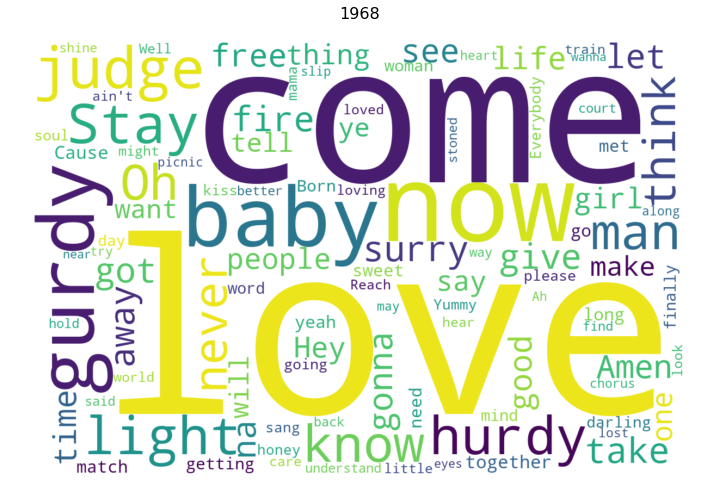 1968
shine
Well
freething
see
life
train
wanna
let
judge
woman
heart
mama
slip
ain't
Stay
fire
ye
loved
come
Everybody
court
think
soul
Cause
might
tell
stoned
met
picnic
Oh
kiss
better
Born
loving
now
girl
along
want
baby
go
man
gurdy
day
near
try
got
people
surry
way
give
make
sweet
say
please
away
never
word
Reach
Yummy
Ah
finally
may
hear
long
find
hold
yeah
love
Hey
going
gonna
good
Amen
look
world
will
chorus
said
need
mind
darling
one
time
light
na
sang
back
know
hurdy
lost
take
honey
match
getting
care
understand
little
eyes
together